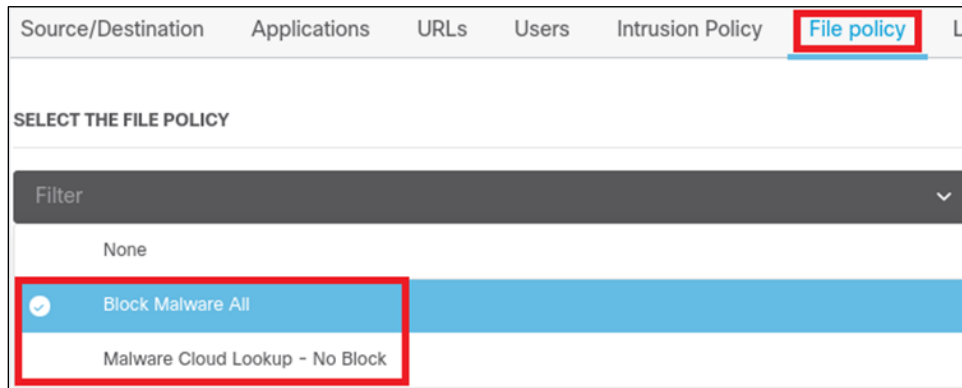 Source/Destination Applications URLs Users Intrusion Policy File policy L
SELECT THE FILE POLICY
Filter
None
Block Malware All
Malware Cloud Lookup - No Block